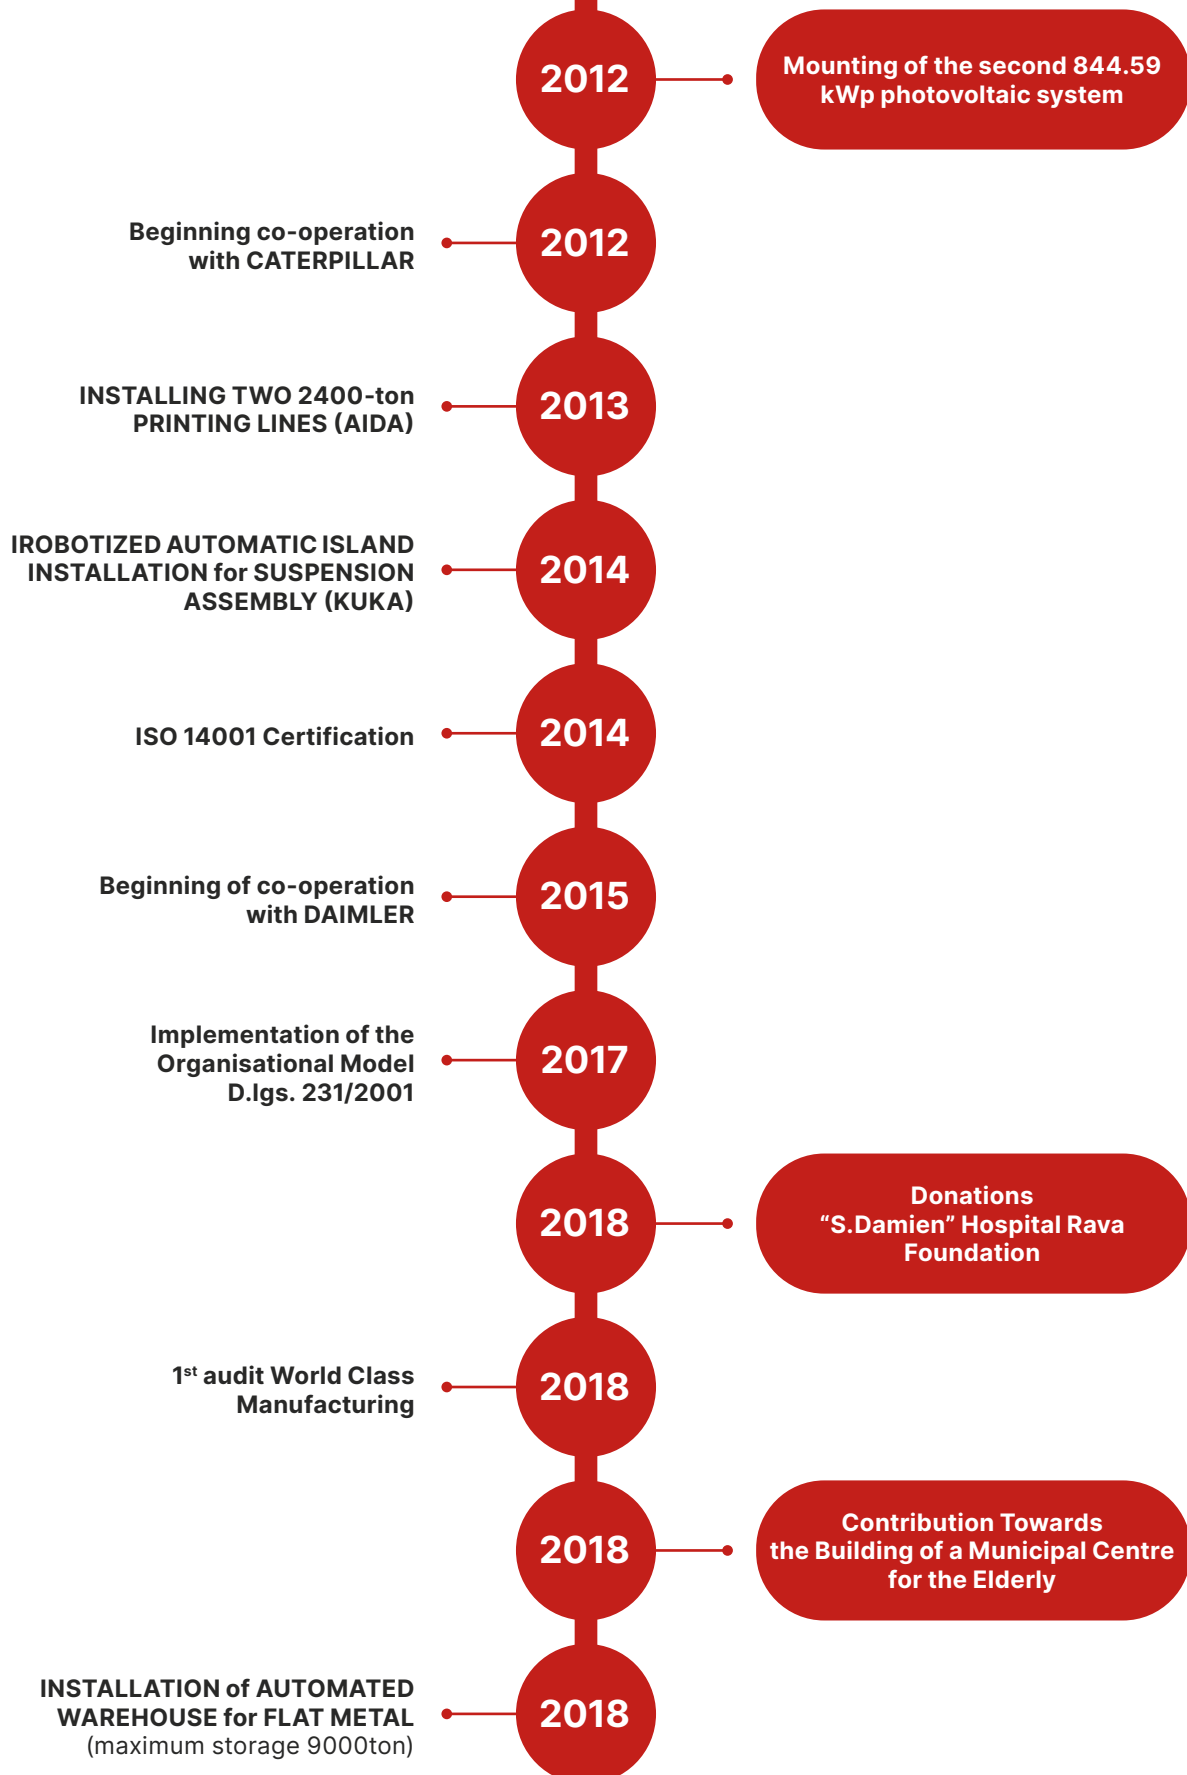 2012
Mounting of the second 844.59
kWp photovoltaic system
Beginning co-operation
with CATERPILLAR
2012
INSTALLING TWO 2400-ton
PRINTING LINES (AIDA)
2013
IROBOTIZED AUTOMATIC ISLAND
INSTALLATION for SUSPENSION
ASSEMBLY (KUKA)
2014
ISO 14001 Certification
2014
Beginning of co-operation
with DAIMLER
2015
Implementation of the
Organisational Model
D.lgs. 231/2001
2017
2018
Donations
“S.Damien” Hospital Rava
Foundation
1st audit World Class
Manufacturing
2018
2018
Contribution Towards
the Building of a Municipal Centre
for the Elderly
INSTALLATION of AUTOMATED
WAREHOUSE for FLAT METAL
(maximum storage 9000ton)
2018